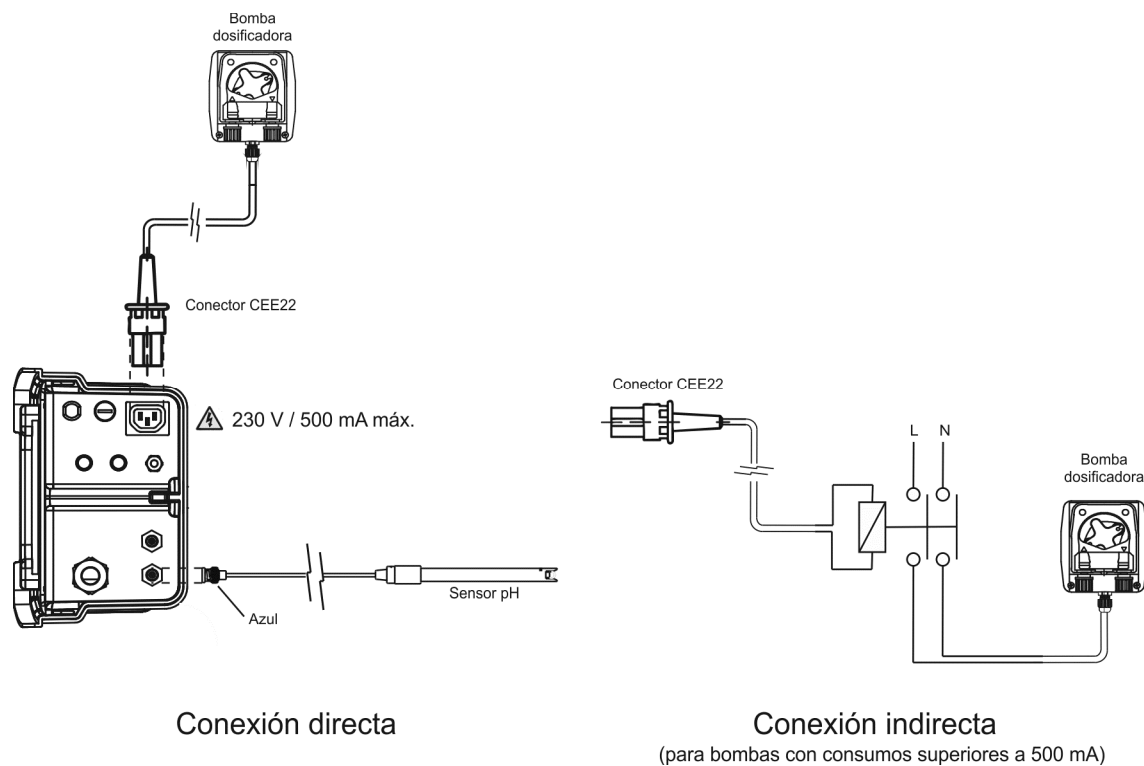 Bomba
dosificadora
Conector CEE22
230 V / 500 mA máx.
Sensor pH
Azul
Conexión directa
Conector CEE22
L N
Bomba
dosificadora
Conexión indirecta
(para bombas con consumos superiores a 500 mA)